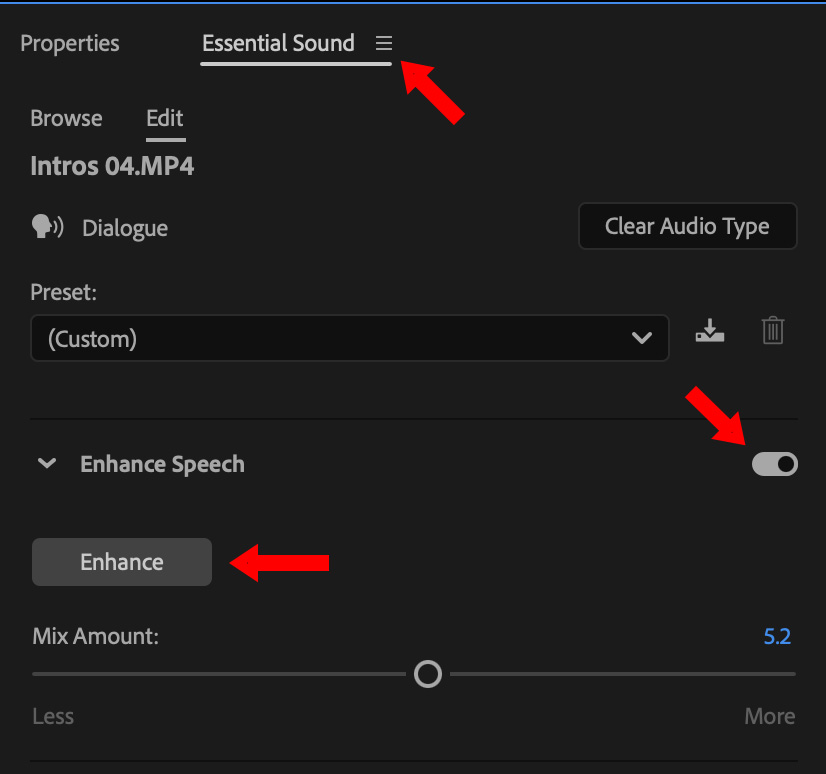 Properties Essential Sound
Browse Edit
Intros 04.MP4
Dialogue Clear Audio Type
Preset:
(Custom)
Enhance Speech
Enhance
Mix Amount: 5.2
Less More